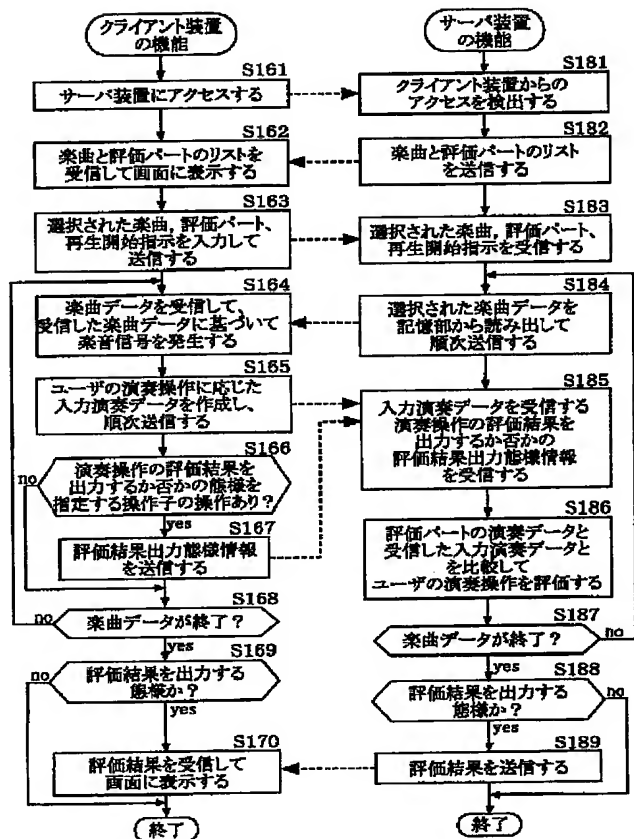 クライアント装置
の機能
S161
サーバ装置にアクセスする
S162
楽曲と評価パートのリストを
受信して画面に表示する
S163
選択された楽曲，評価パート、
再生開始指示を入力して
送信する
S164
楽曲データを受信して、
受信した楽曲データに基づいて
楽音信号を発生する
S165
ユーザの演奏操作に応じた
入力演奏データを作成し、
順次送信する
S166
演奏操作の評価結果を
出力するか否かの態様を
指定する操作子の操作あり？
no
yes
S167
評価結果出力態様情報
を送信する
S168
楽曲データが終了？
no
yes
S169
評価結果を出力する
態様か？
no
yes
S170
評価結果を受信して
画面に表示する
終了
サーバ装置
の機能
S181
クライアント装置からの
アクセスを検出する
S182
楽曲と評価パートのリスト
を送信する
S183
選択された楽曲，評価パート、
再生開始指示を受信する
S184
選択された楽曲データを
記憶部から読み出して
順次送信する
S185
入力演奏データを受信する
演奏操作の評価結果を
出力するか否かの
評価結果出力態様情報
を受信する
S186
評価パートの演奏データと
受信した入力演奏データと
を比較して
ユーザの演奏操作を評価する
S187
楽曲データが終了？
no
yes
S188
評価結果を出力する
態様か？
no
yes
S189
評価結果を送信する
終了